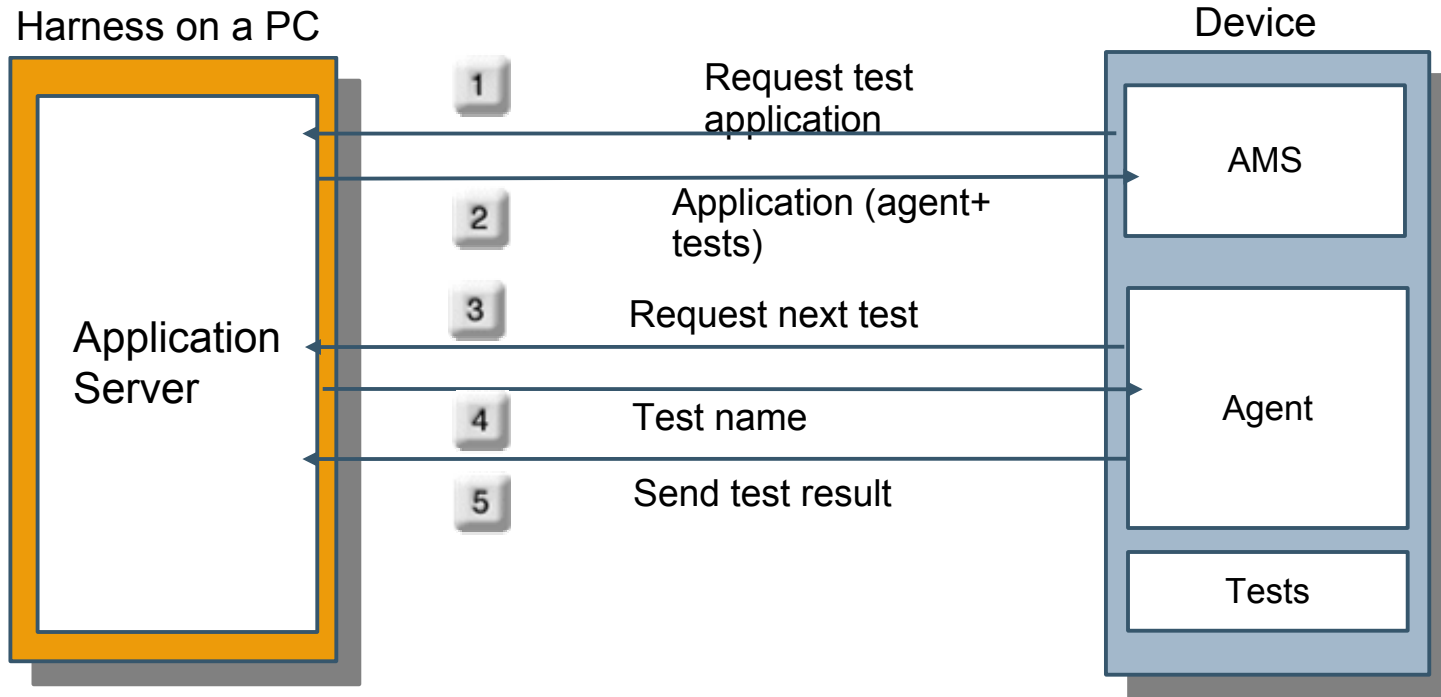 Harness on a PC
Device
1
Request test
application
AMS
2
Application (agent+
tests)
3
Request next test
Application
Server
4
Test name
Agent
5
Send test result
Tests